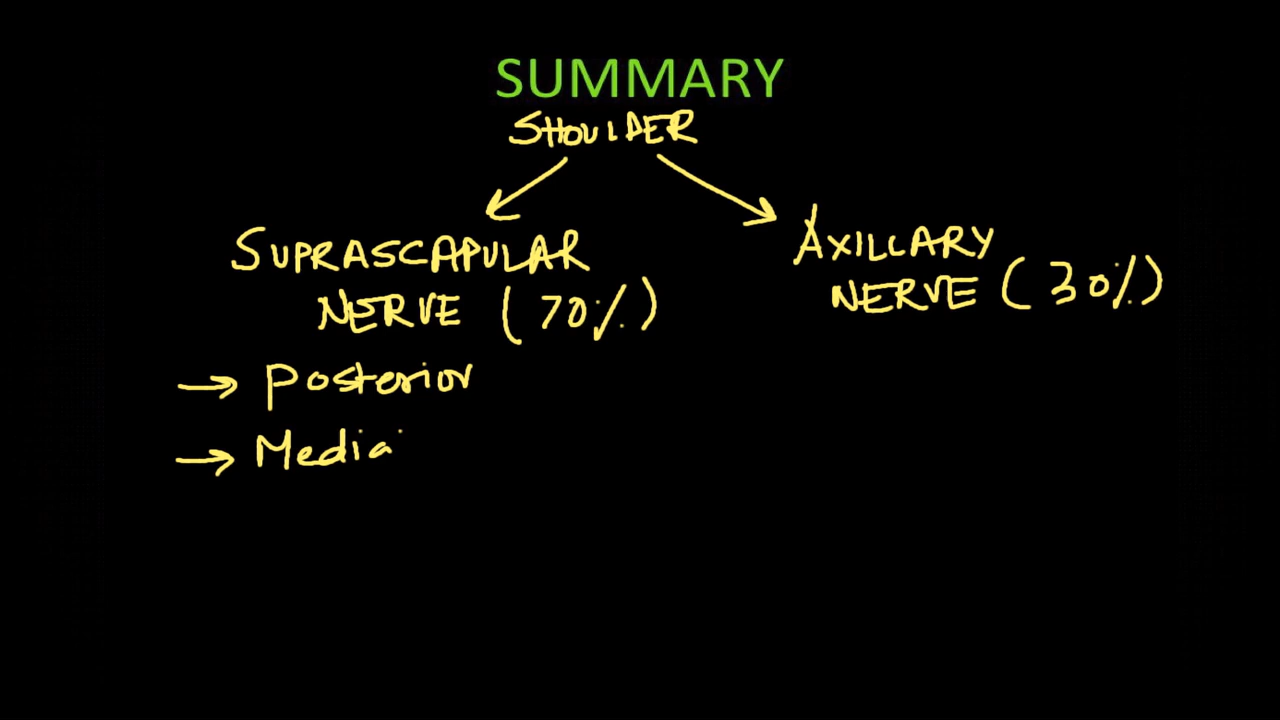 SUMMARY
SHOULDER
SUPRASCAPULAR
NERVE (70%)
AXILLARY
NERVE (30%)
→ Posterior
→ Media